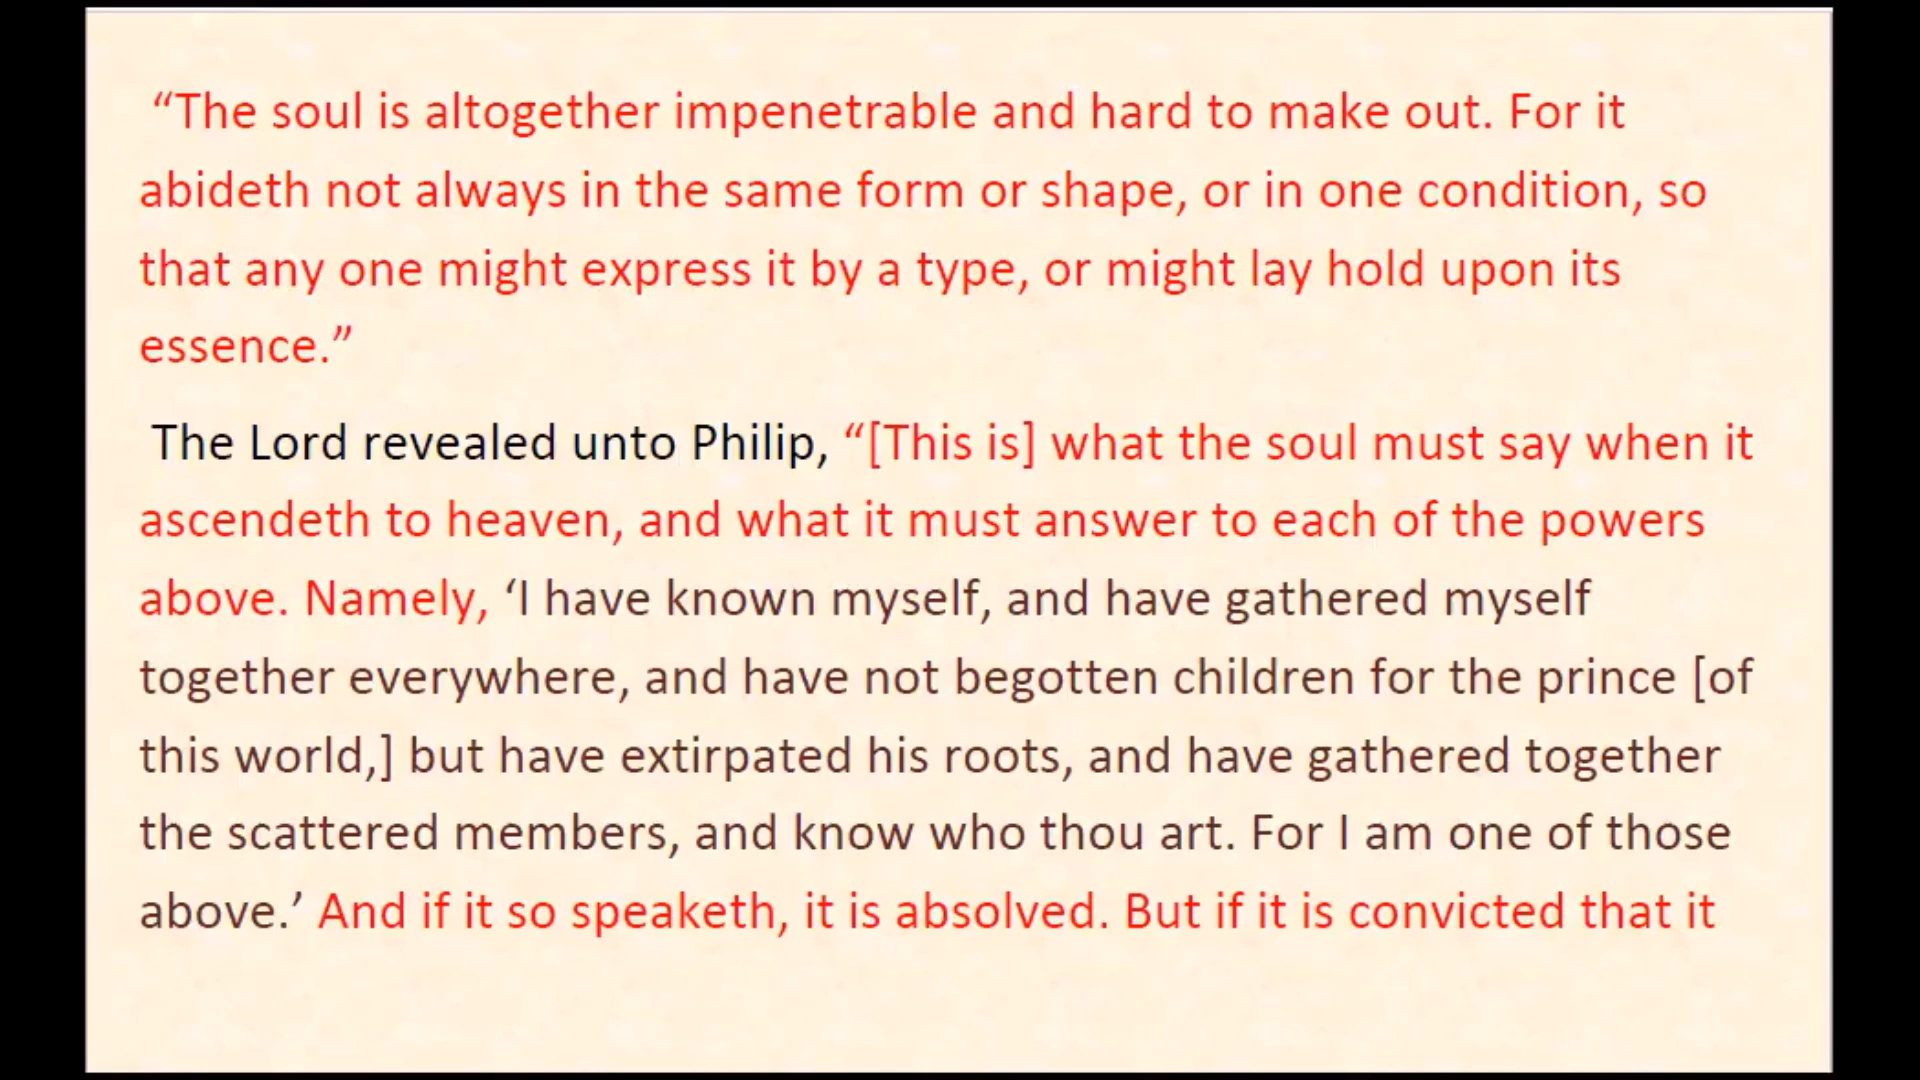 “The soul is altogether impenetrable and hard to make out. For it
abideth not always in the same form or shape, or in one condition, so
that any one might express it by a type, or might lay hold upon its
essence.”
The Lord revealed unto Philip, “[This is] what the soul must say when it
ascendeth to heaven, and what it must answer to each of the powers
above. Namely, ‘I have known myself, and have gathered myself
together everywhere, and have not begotten children for the prince [of
this world,] but have extirpated his roots, and have gathered together
the scattered members, and know who thou art. For I am one of those
above.’ And if it so speaketh, it is absolved. But if it is convicted that it